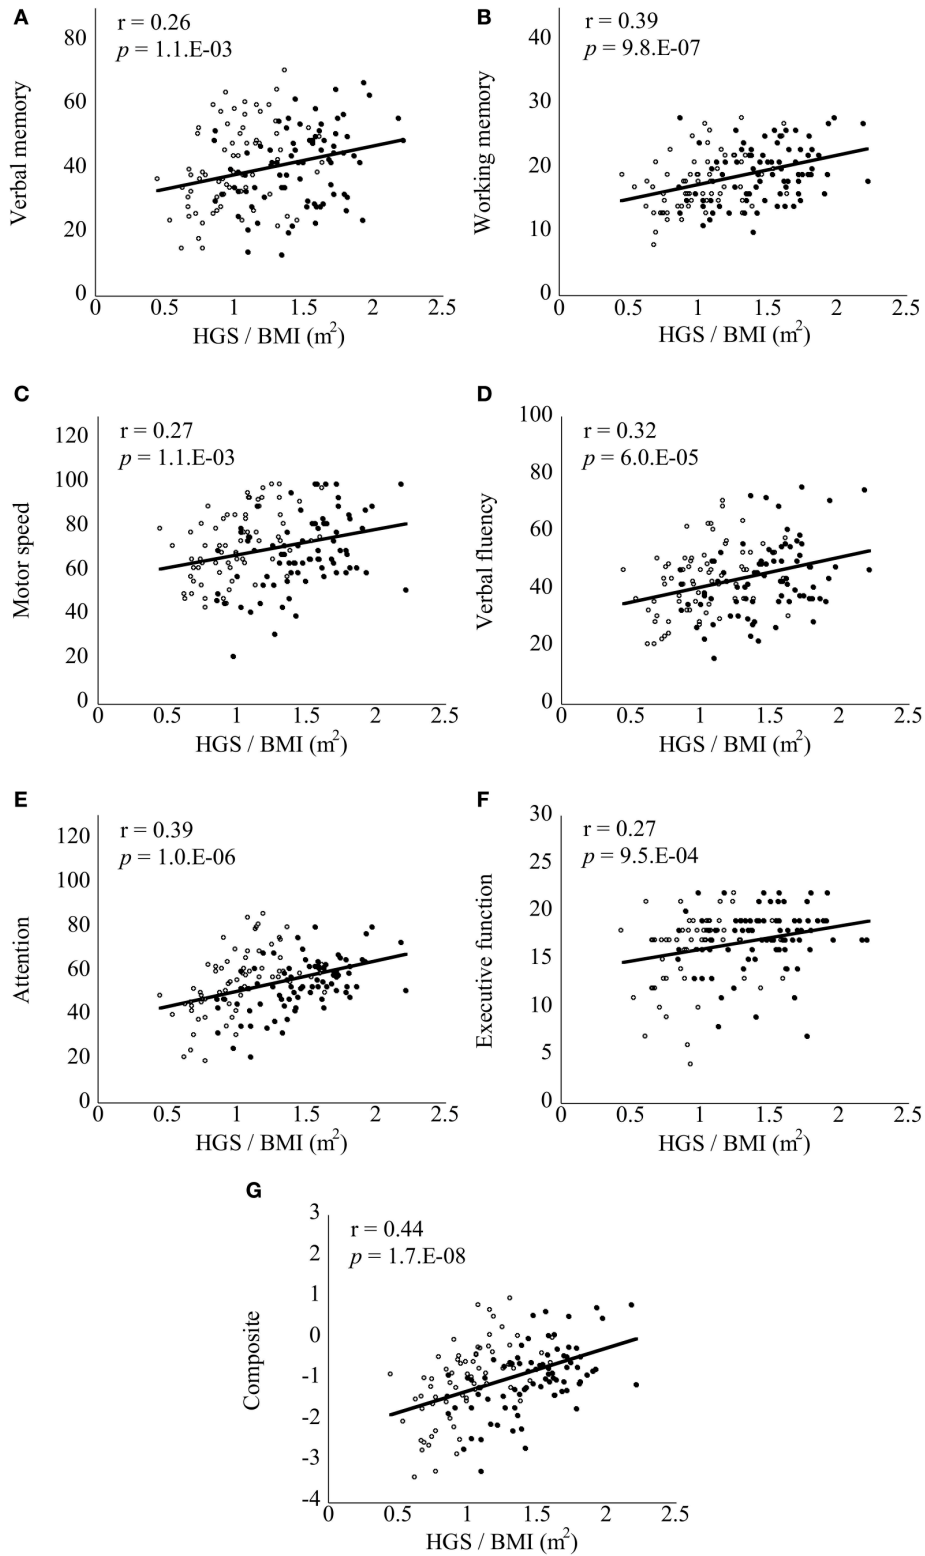 A
r = 0.26
p = 1.1.E-03
Verbal memory
80
60
40
20
0
0 0.5 1 1.5 2 2.5
HGS / BMI (m²)
B
r = 0.39
p = 9.8.E-07
Working memory
40
30
20
10
0
0 0.5 1 1.5 2 2.5
HGS / BMI (m²)
C
r = 0.27
p = 1.1.E-03
Motor speed
120
100
80
60
40
20
0
0 0.5 1 1.5 2 2.5
HGS / BMI (m²)
D
r = 0.32
p = 6.0.E-05
Verbal fluency
100
80
60
40
20
0
0 0.5 1 1.5 2 2.5
HGS / BMI (m²)
E
r = 0.39
p = 1.0.E-06
Attention
120
100
80
60
40
20
0
0 0.5 1 1.5 2 2.5
HGS / BMI (m²)
F
r = 0.27
p = 9.5.E-04
Executive function
30
25
20
15
10
5
0
0 0.5 1 1.5 2 2.5
HGS / BMI (m²)
G
r = 0.44
p = 1.7.E-08
Composite
3
2
1
0
-1
-2
-3
-4
0 0.5 1 1.5 2 2.5
HGS / BMI (m²)